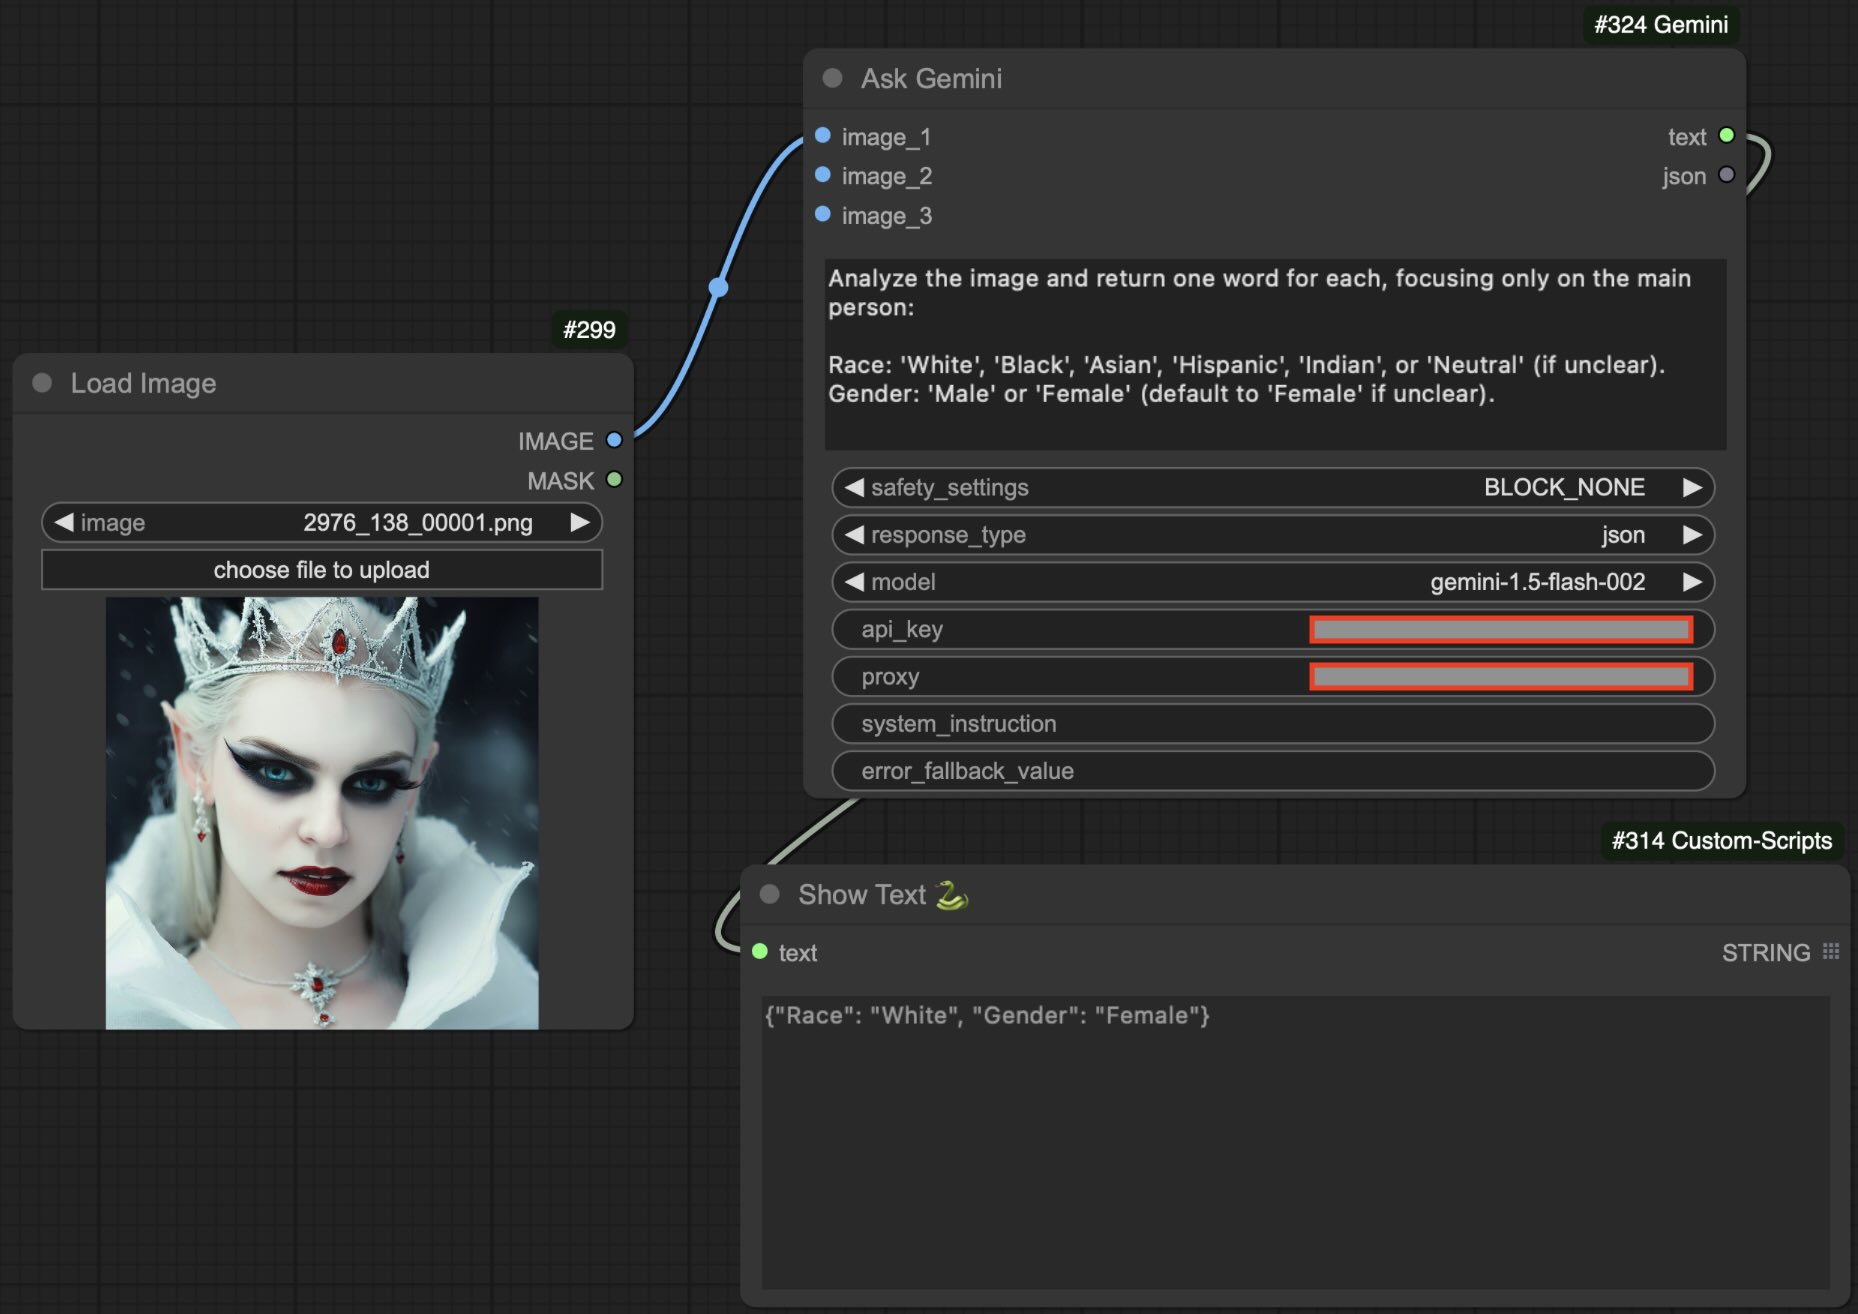 #324 Gemini
Ask Gemini
image_1
text
image_2
json
image_3
Analyze the image and return one word for each, focusing only on the main
person:
Race: 'White', 'Black', 'Asian', 'Hispanic', 'Indian', or 'Neutral' (if unclear).
Gender: 'Male' or 'Female' (default to 'Female' if unclear).
safety_settings BLOCK_NONE
response_type json
model gemini-1.5-flash-002
api_key
proxy
system_instruction
error_fallback_value
#299
Load Image
IMAGE
MASK
image 2976_138_00001.png
choose file to upload
#314 Custom-Scripts
Show Text 🐍
text STRING
{"Race": "White", "Gender": "Female"}